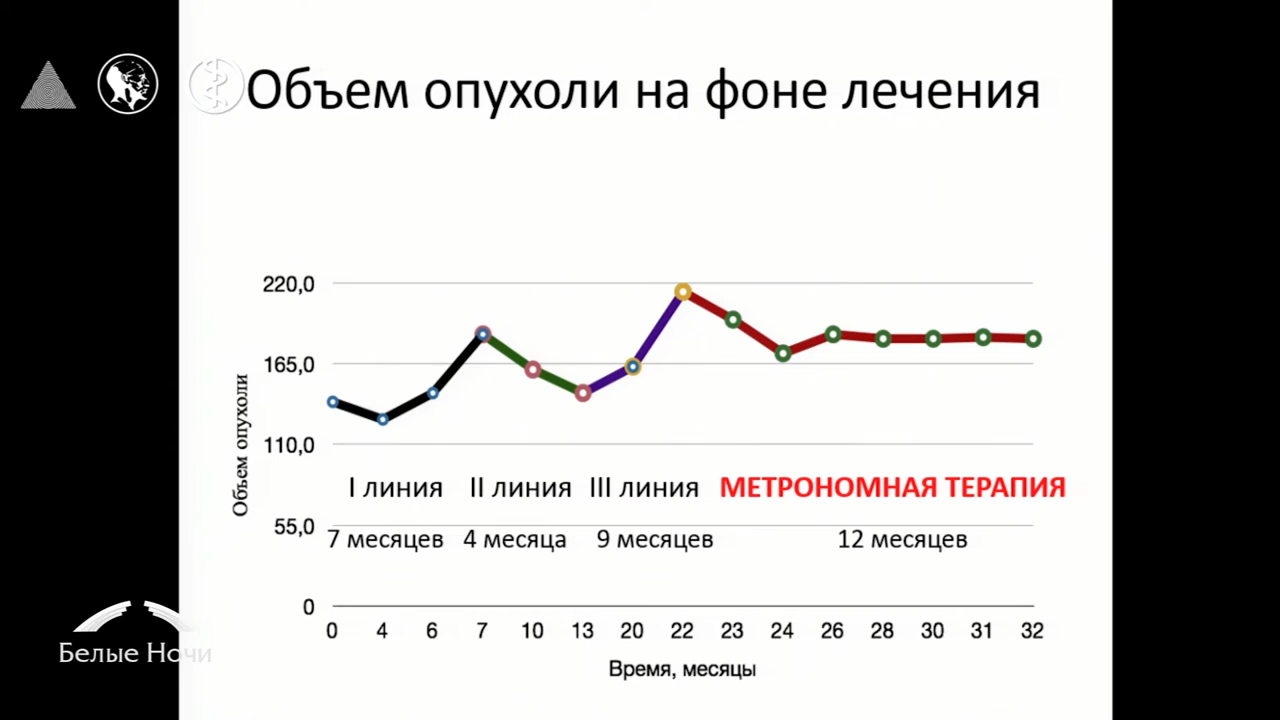 Объем опухоли на фоне лечения
220,0
165,0
110,0
55,0
0
Объем опухоли
I линия II линия III линия МЕТРОНОМНАЯ ТЕРАПИЯ
7 месяцев 4 месяца 9 месяцев 12 месяцев
0 4 6 7 10 13 20 22 23 24 26 28 30 31 32
Время, месяцы
Белые Ночи